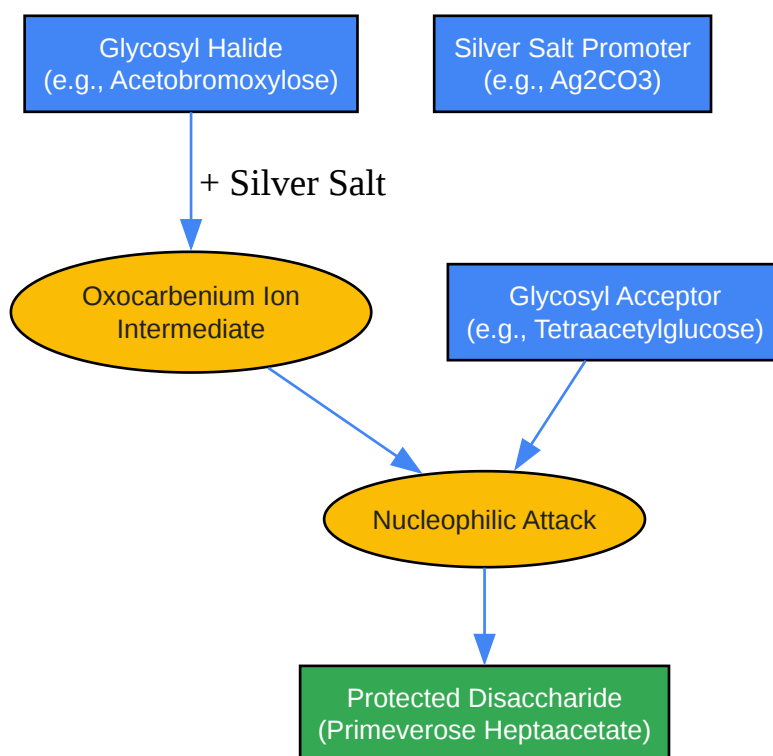 Glycosyl Halide
(e.g., Acetobromoxylose)
Silver Salt Promoter
(e.g., Ag2CO3)
+ Silver Salt
Oxocarbenium Ion
Intermediate
Glycosyl Acceptor
(e.g., Tetraacetylglucose)
Nucleophilic Attack
Protected Disaccharide
(Primeverose Heptaacetate)